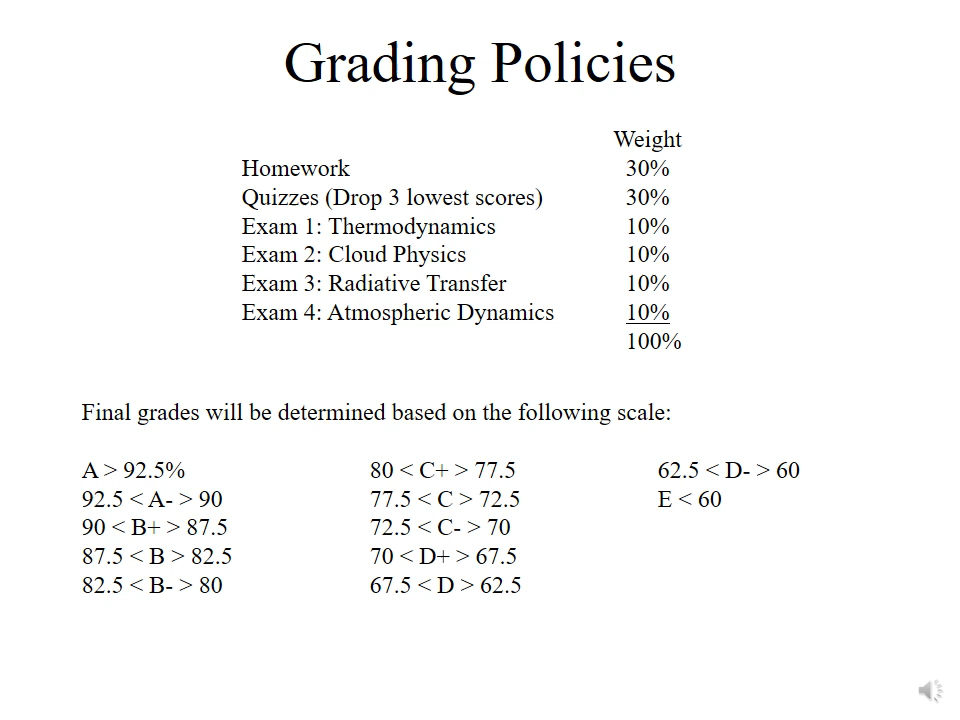 Grading Policies
Weight
Homework 30%
Quizzes (Drop 3 lowest scores) 30%
Exam 1: Thermodynamics 10%
Exam 2: Cloud Physics 10%
Exam 3: Radiative Transfer 10%
Exam 4: Atmospheric Dynamics 10%
100%
Final grades will be determined based on the following scale:
A > 92.5%
92.5 < A- > 90
90 < B+ > 87.5
87.5 < B > 82.5
82.5 < B- > 80
80 < C+ > 77.5
77.5 < C > 72.5
72.5 < C- > 70
70 < D+ > 67.5
67.5 < D > 62.5
62.5 < D- > 60
E < 60